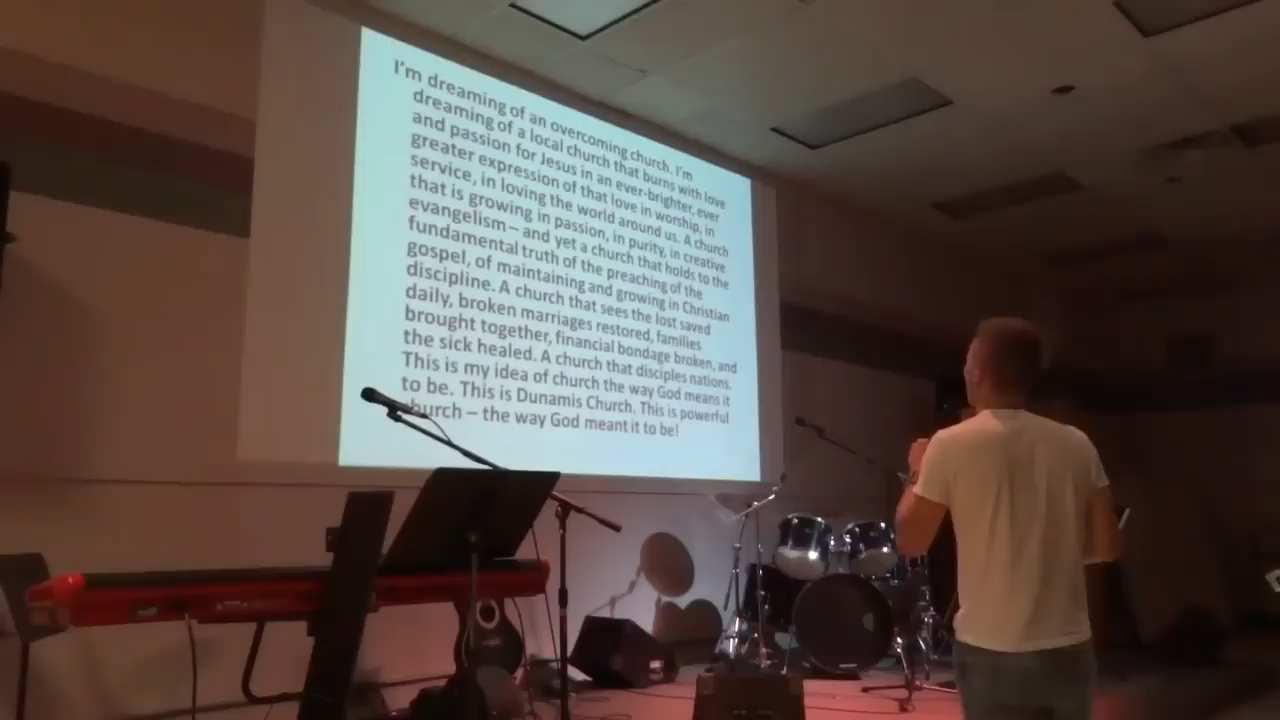 I'm dreaming of an overcoming church. I'm
dreaming of a local church that burns with love
and passion for Jesus in an ever-brighter, ever
greater expression of that love in worship, in
service, in loving the world around us. A church
that is growing in passion, in purity, in creative
evangelism – and yet a church that holds to the
fundamental truth of the preaching of the
gospel, of maintaining and growing in Christian
discipline. A church that sees the lost saved
daily, broken marriages restored, families
brought together, financial bondage broken, and
the sick healed. A church that disciples nations.
This is my idea of church the way God means it
to be. This is Dunamis Church. This is powerful
church – the way God meant it to be!